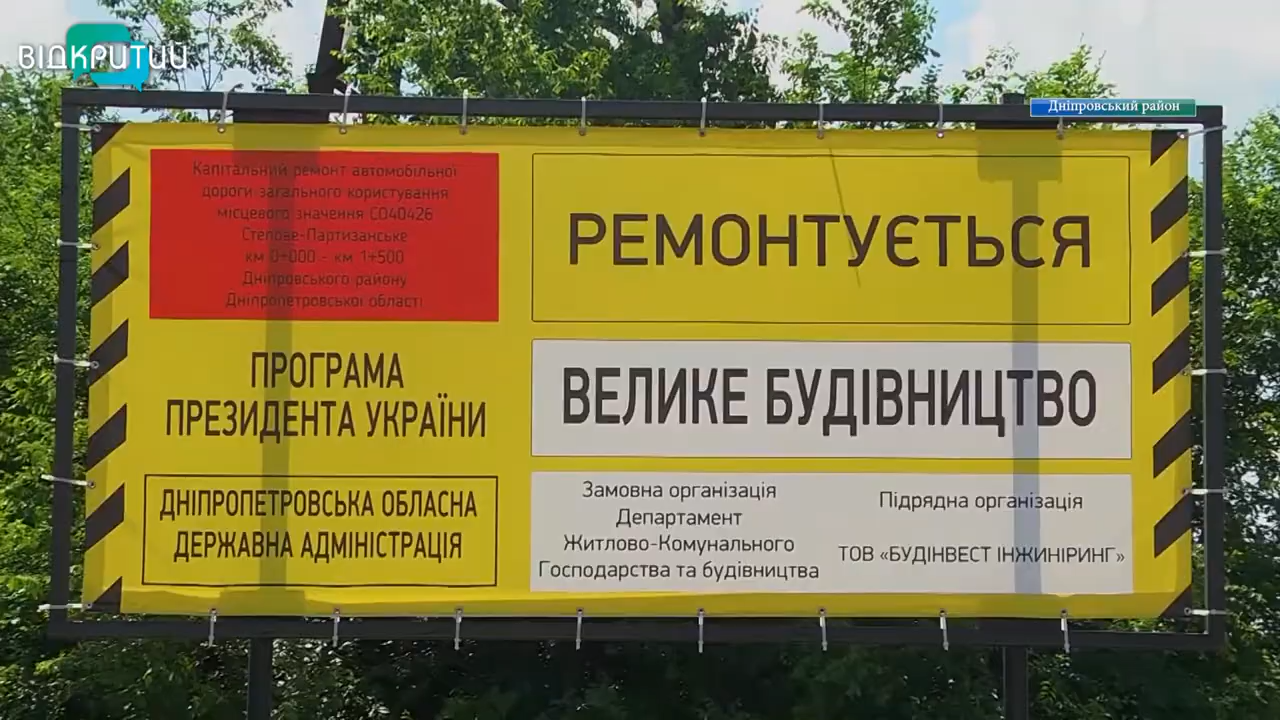 ВІДКРИТИЙ
Дніпровський район
Капітальний ремонт автомобільної
дороги загального користування
місцевого значення СО40426
Степове-Партизанське
км 0+000 - км 1+500
Дніпровського району
Дніпропетровської області
РЕМОНТУЄТЬСЯ
ПРОГРАМА
ПРЕЗИДЕНТА УКРАЇНИ
ВЕЛИКЕ БУДІВНИЦТВО
ДНІПРОПЕТРОВСЬКА ОБЛАСНА
ДЕРЖАВНА АДМІНІСТРАЦІЯ
Замовна організація
Департамент
Житлово-Комунального
Господарства та будівництва
Підрядна організація
ТОВ «БУДІНВЕСТ ІНЖИНІРИНГ»